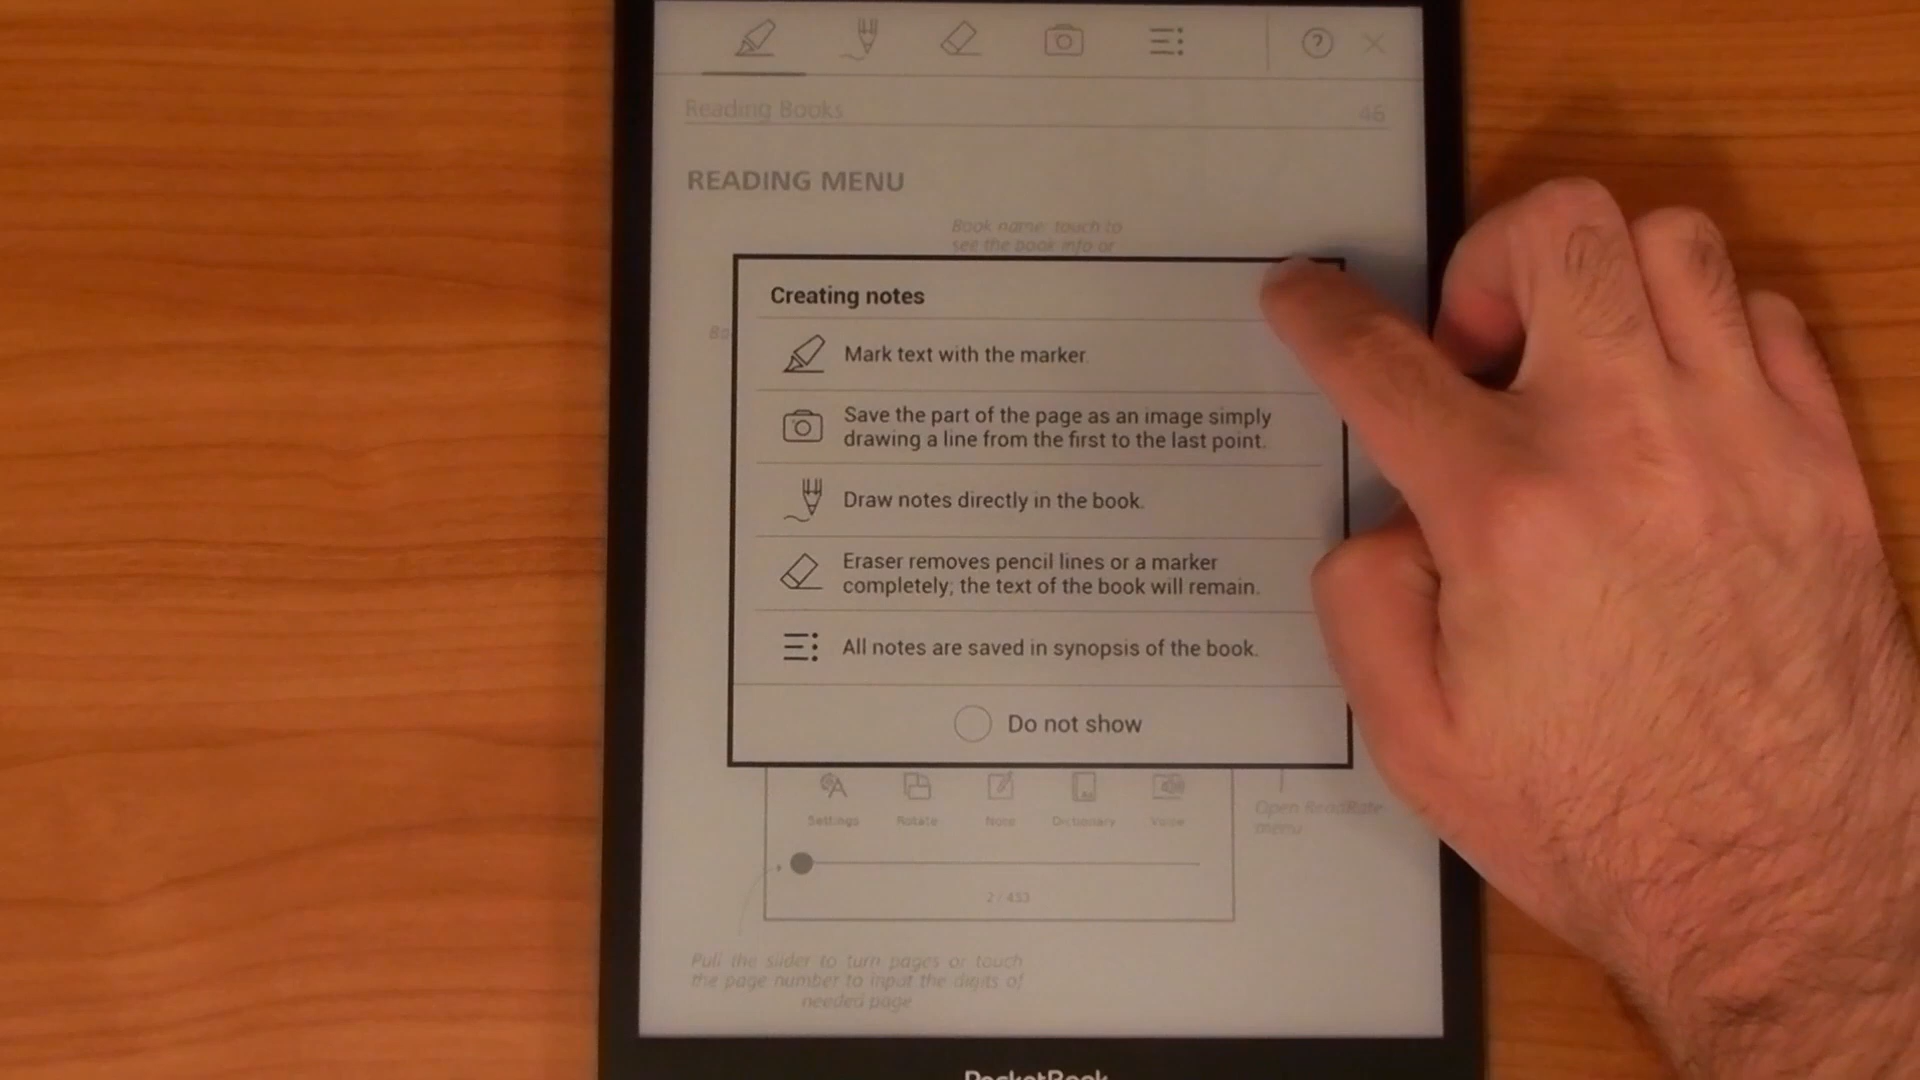 Reading Books 46
READING MENU
Book name: touch to
see the book info or
Creating notes
Mark text with the marker.
Save the part of the page as an image simply
drawing a line from the first to the last point.
Draw notes directly in the book.
Eraser removes pencil lines or a marker
completely; the text of the book will remain.
All notes are saved in synopsis of the book.
Do not show
Settings Rotate Note Dictionary Voice
Open ReadRate
menu
2 / 453
Pull the slider to turn pages or touch
the page number to input the digits of
needed page
PocketBook